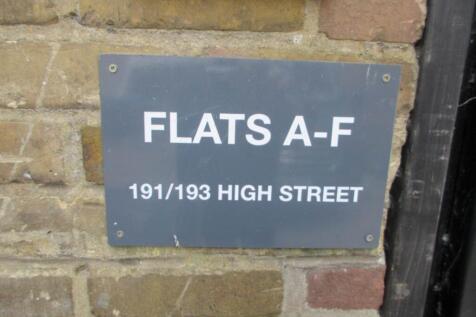 FLATS A-F
191/193 HIGH STREET